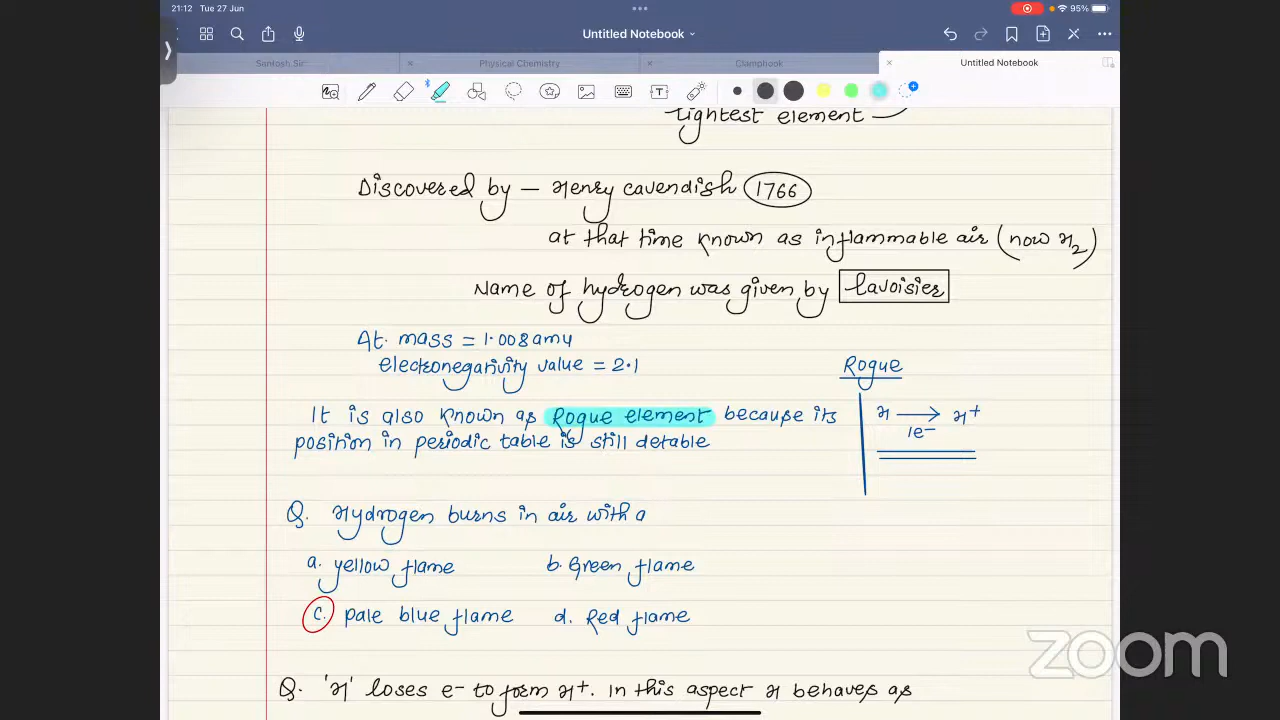 21:12 Tue 27 Jun
95%
Untitled Notebook
Santosh Sir
Physical Chemistry
Clamphook
Untitled Notebook
lightest element
Discovered by – Henry cavendish 1766
at that time known as inflammable air (now H2)
Name of hydrogen was given by lavoisier
At. mass = 1.008amu
electronegativity value = 2.1
Rogue
It is also known as Rogue element because its
position in periodic table is still debtable
H → H+
1e-
Q. Hydrogen burns in air with a
a. yellow flame b. Green flame
c. pale blue flame d. Red flame
zoom
Q. 'H' loses e- to form H+. In this aspect H behaves as